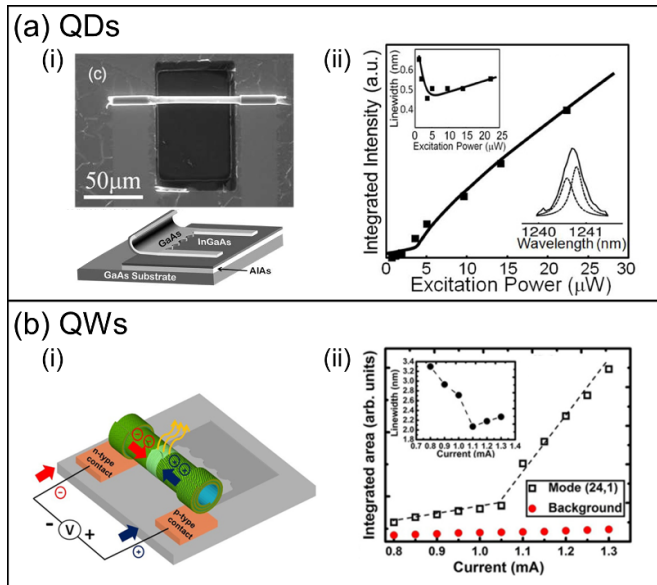 (a) QDs
(i)
(c)
50μm
GaAs
InGaAs
AlAs
GaAs Substrate
(ii)
Integrated Intensity (a.u.)
Linewidth (nm)
0.6
0.5
0.4
0 5 10 15 20 25
Excitation Power (μW)
1240 1241
Wavelength (nm)
0 5 10 15 20 25 30
Excitation Power (μW)
(b) QWs
(i)
n-type
contact
p-type
contact
- V +
(ii)
Integrated area (arb. units)
Linewidth (nm)
3.6
3.4
3.2
3.0
2.8
2.6
2.4
2.2
2.0
1.8
0.7 0.8 0.9 1.0 1.1 1.2 1.3 1.4
Current (mA)
Mode (24,1)
Background
0.8 0.9 1.0 1.1 1.2 1.3
Current (mA)